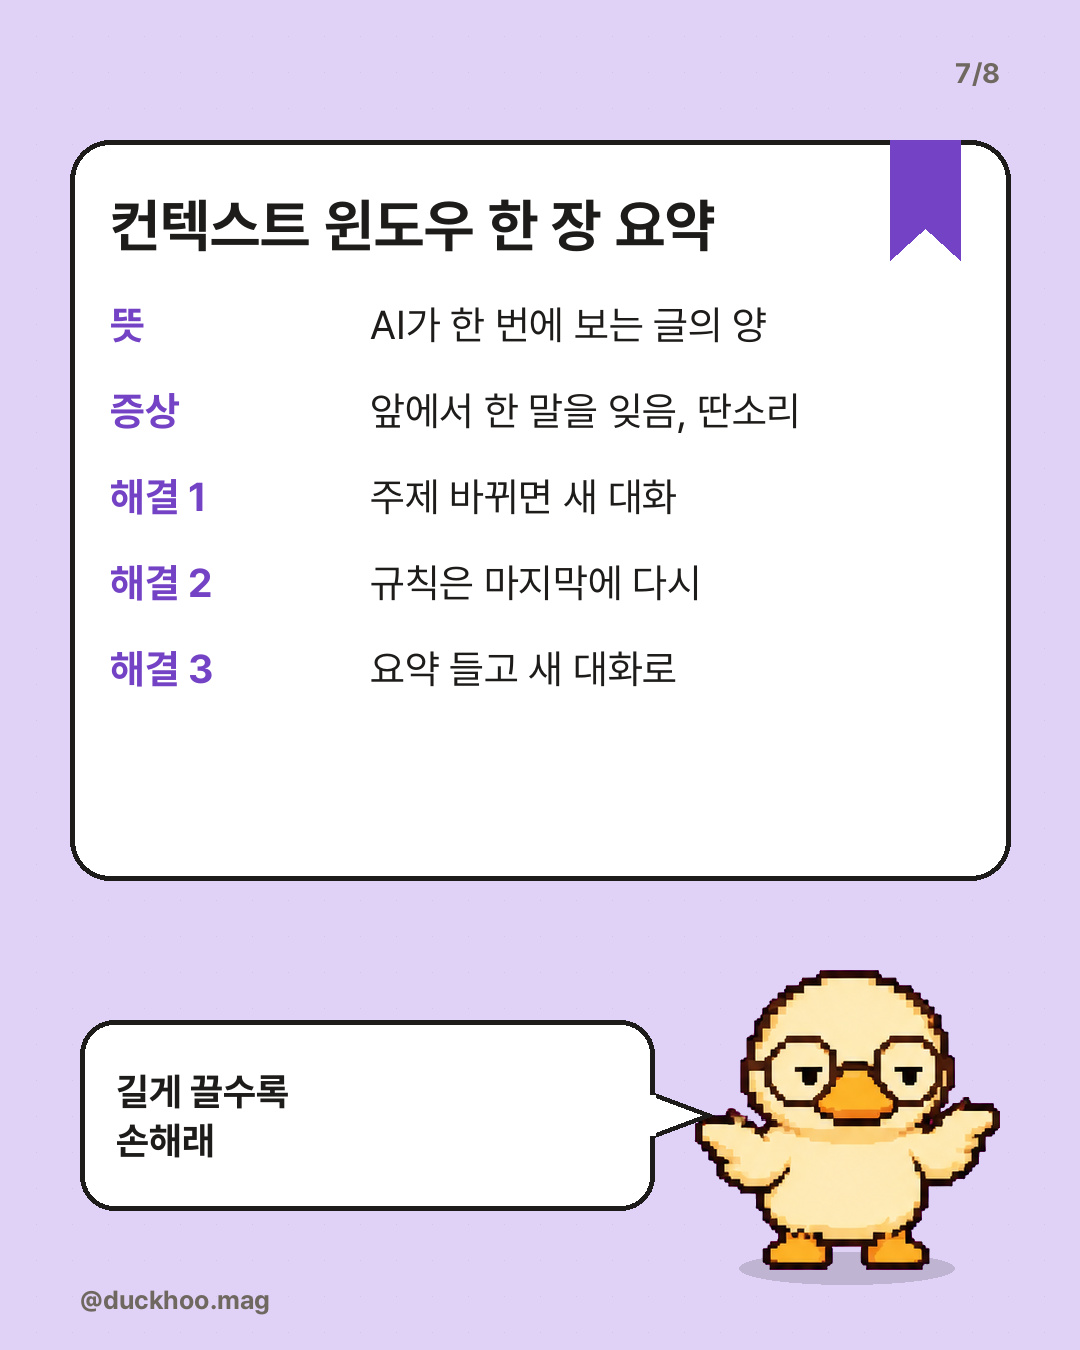 7/8
컨텍스트 윈도우 한 장 요약
뜻 AI가 한 번에 보는 글의 양
증상 앞에서 한 말을 잊음, 딴소리
해결 1 주제 바뀌면 새 대화
해결 2 규칙은 마지막에 다시
해결 3 요약 들고 새 대화로
길게 끌수록
손해래
@duckhoo.mag